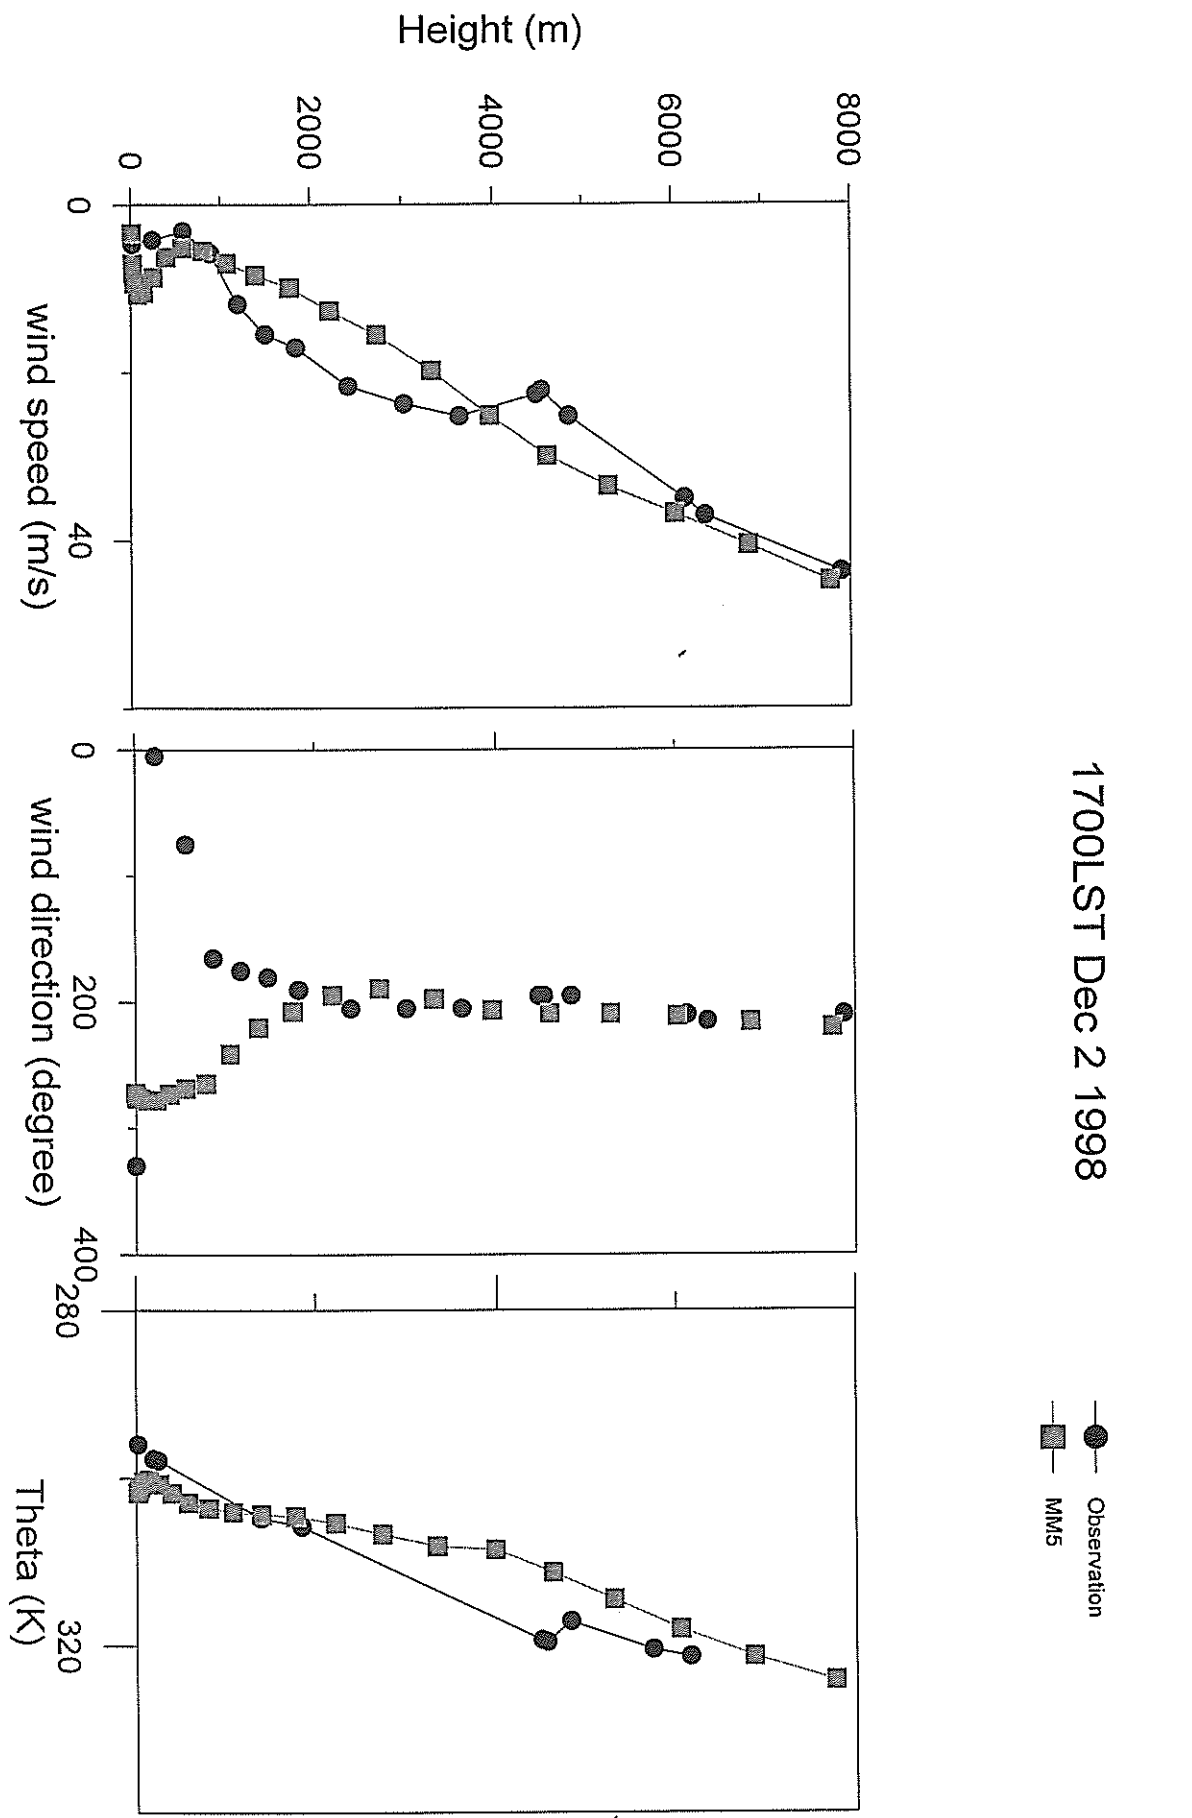 1700LST Dec 2 1998
Observation
MM5
Height (m)
8000
6000
4000
2000
0
0
40
wind speed (m/s)
0
200
400
wind direction (degree)
280
320
Theta (K)